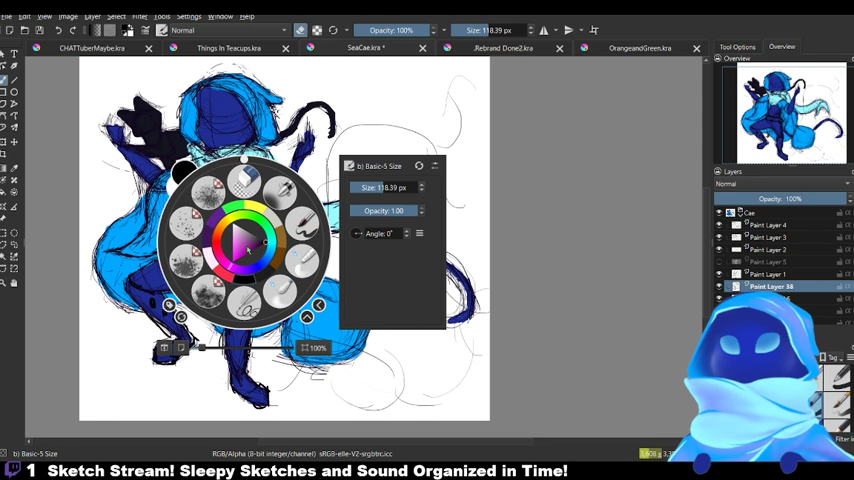 File Edit View Image Layer Select Filter Tools Settings Window Help
Normal
Opacity: 100%
Size: 118.39 px
CHATTuberMaybe.kra
Things In Teacups.kra
SeaCae.kra *
.Rebrand Done2.kra
OrangeandGreen.kra
Tool Options
Overview
Overview
b) Basic-5 Size
Size: 118.39 px
Opacity: 1.00
Angle: 0°
100%
Layers
Normal
Opacity: 100%
Cae
Paint Layer 4
Paint Layer 3
Paint Layer 2
Paint Layer 5
Paint Layer 1
Paint Layer 38
Tag
Filter in
b) Basic-5 Size
RGB/Alpha (8-bit integer/channel) sRGB-elle-V2-srgbtrc.icc
1 Sketch Stream! Sleepy Sketches and Sound Organized in Time!